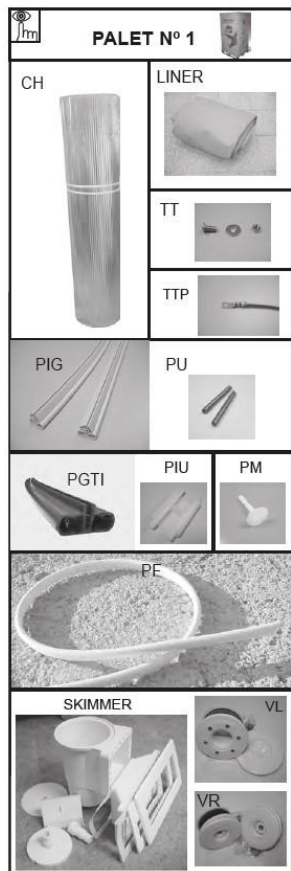 PALET Nº 1
CH
LINER
TT
TTP
PIG
PU
PGTI
PIU
PM
PF
SKIMMER
VL
VR